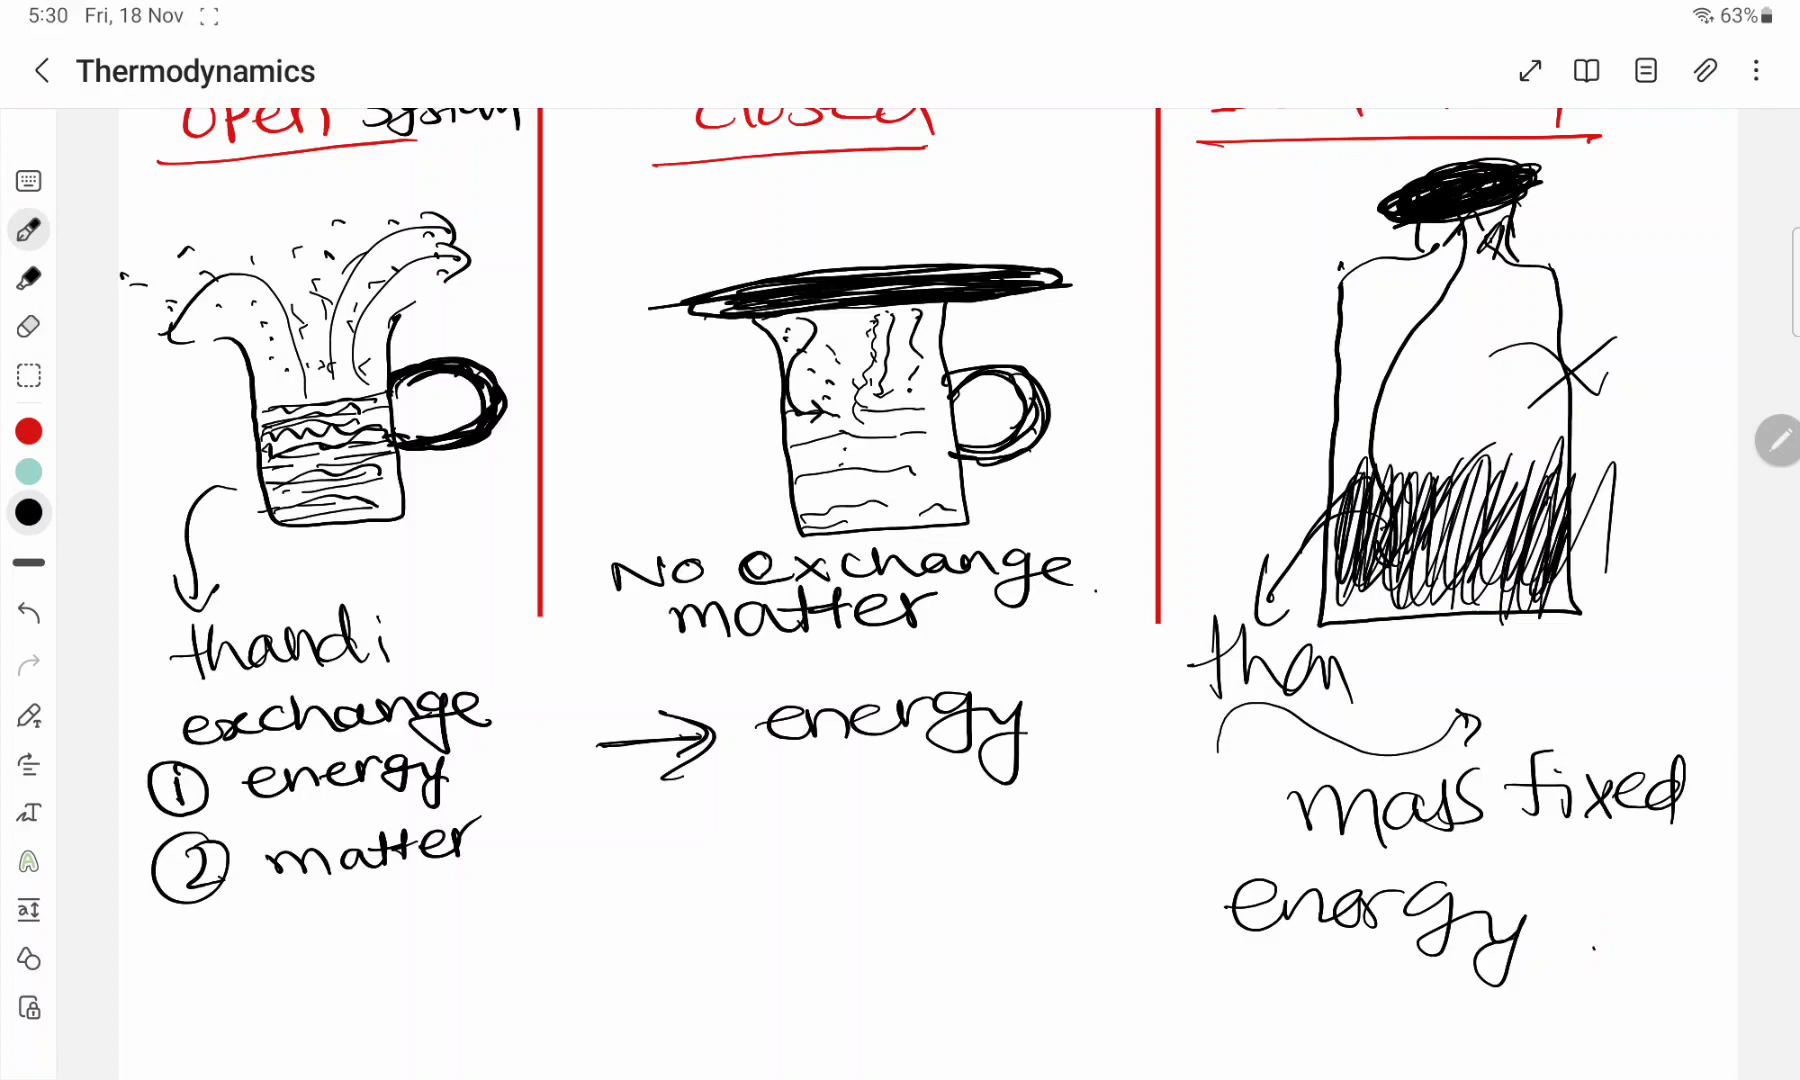 5:30 Fri, 18 Nov 63%
Thermodynamics
open system
closed
No exchange
matter
thandi
exchange
1 energy
2 matter
→ energy
than
mass fixed
energy